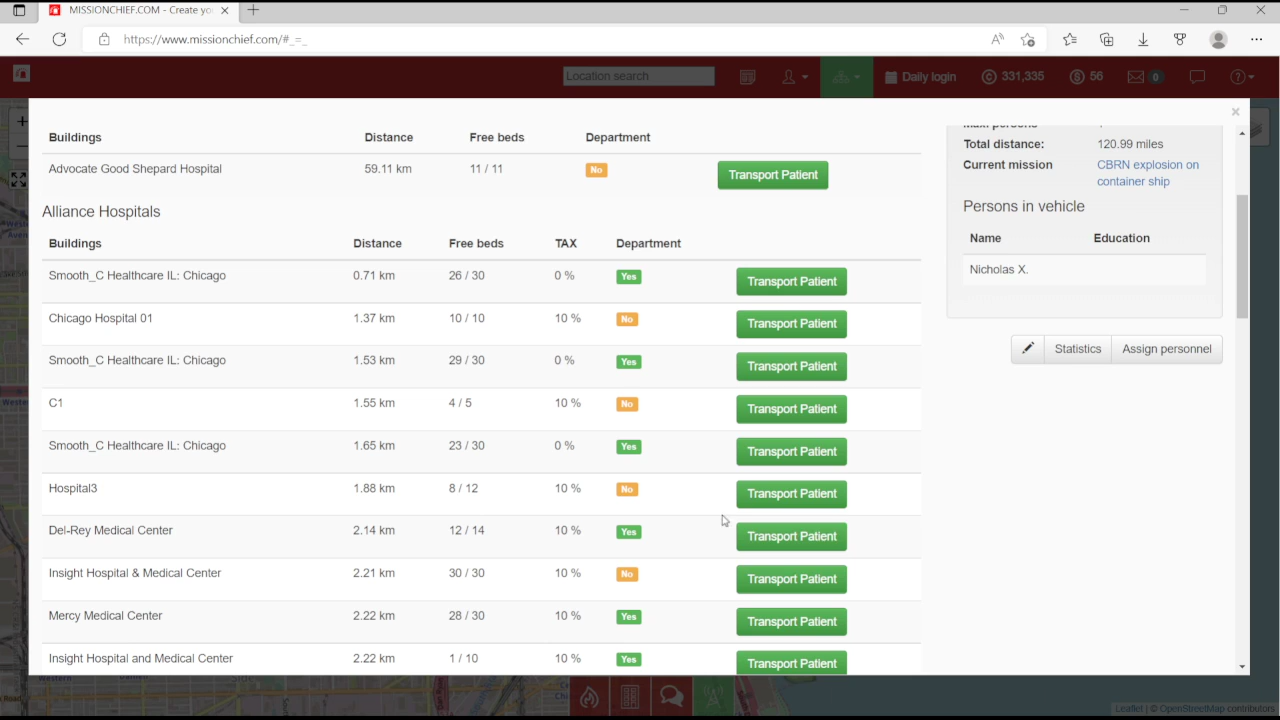 MISSIONCHIEF.COM - Create yo
https://www.missionchief.com/#_=_
Location search
Daily login
331,335
56
0
Buildings Distance Free beds Department
Advocate Good Shepard Hospital 59.11 km 11 / 11 No Transport Patient
Alliance Hospitals
Buildings Distance Free beds TAX Department
Smooth_C Healthcare IL: Chicago 0.71 km 26 / 30 0 % Yes Transport Patient
Chicago Hospital 01 1.37 km 10 / 10 10 % No Transport Patient
Smooth_C Healthcare IL: Chicago 1.53 km 29 / 30 0 % Yes Transport Patient
C1 1.55 km 4 / 5 10 % No Transport Patient
Smooth_C Healthcare IL: Chicago 1.65 km 23 / 30 0 % Yes Transport Patient
Hospital3 1.88 km 8 / 12 10 % No Transport Patient
Del-Rey Medical Center 2.14 km 12 / 14 10 % Yes Transport Patient
Insight Hospital & Medical Center 2.21 km 30 / 30 10 % No Transport Patient
Mercy Medical Center 2.22 km 28 / 30 10 % Yes Transport Patient
Insight Hospital and Medical Center 2.22 km 1 / 10 10 % Yes Transport Patient
Total distance: 120.99 miles
Current mission CBRN explosion on
container ship
Persons in vehicle
Name Education
Nicholas X.
Statistics Assign personnel
Leaflet | © OpenStreetMap contributors